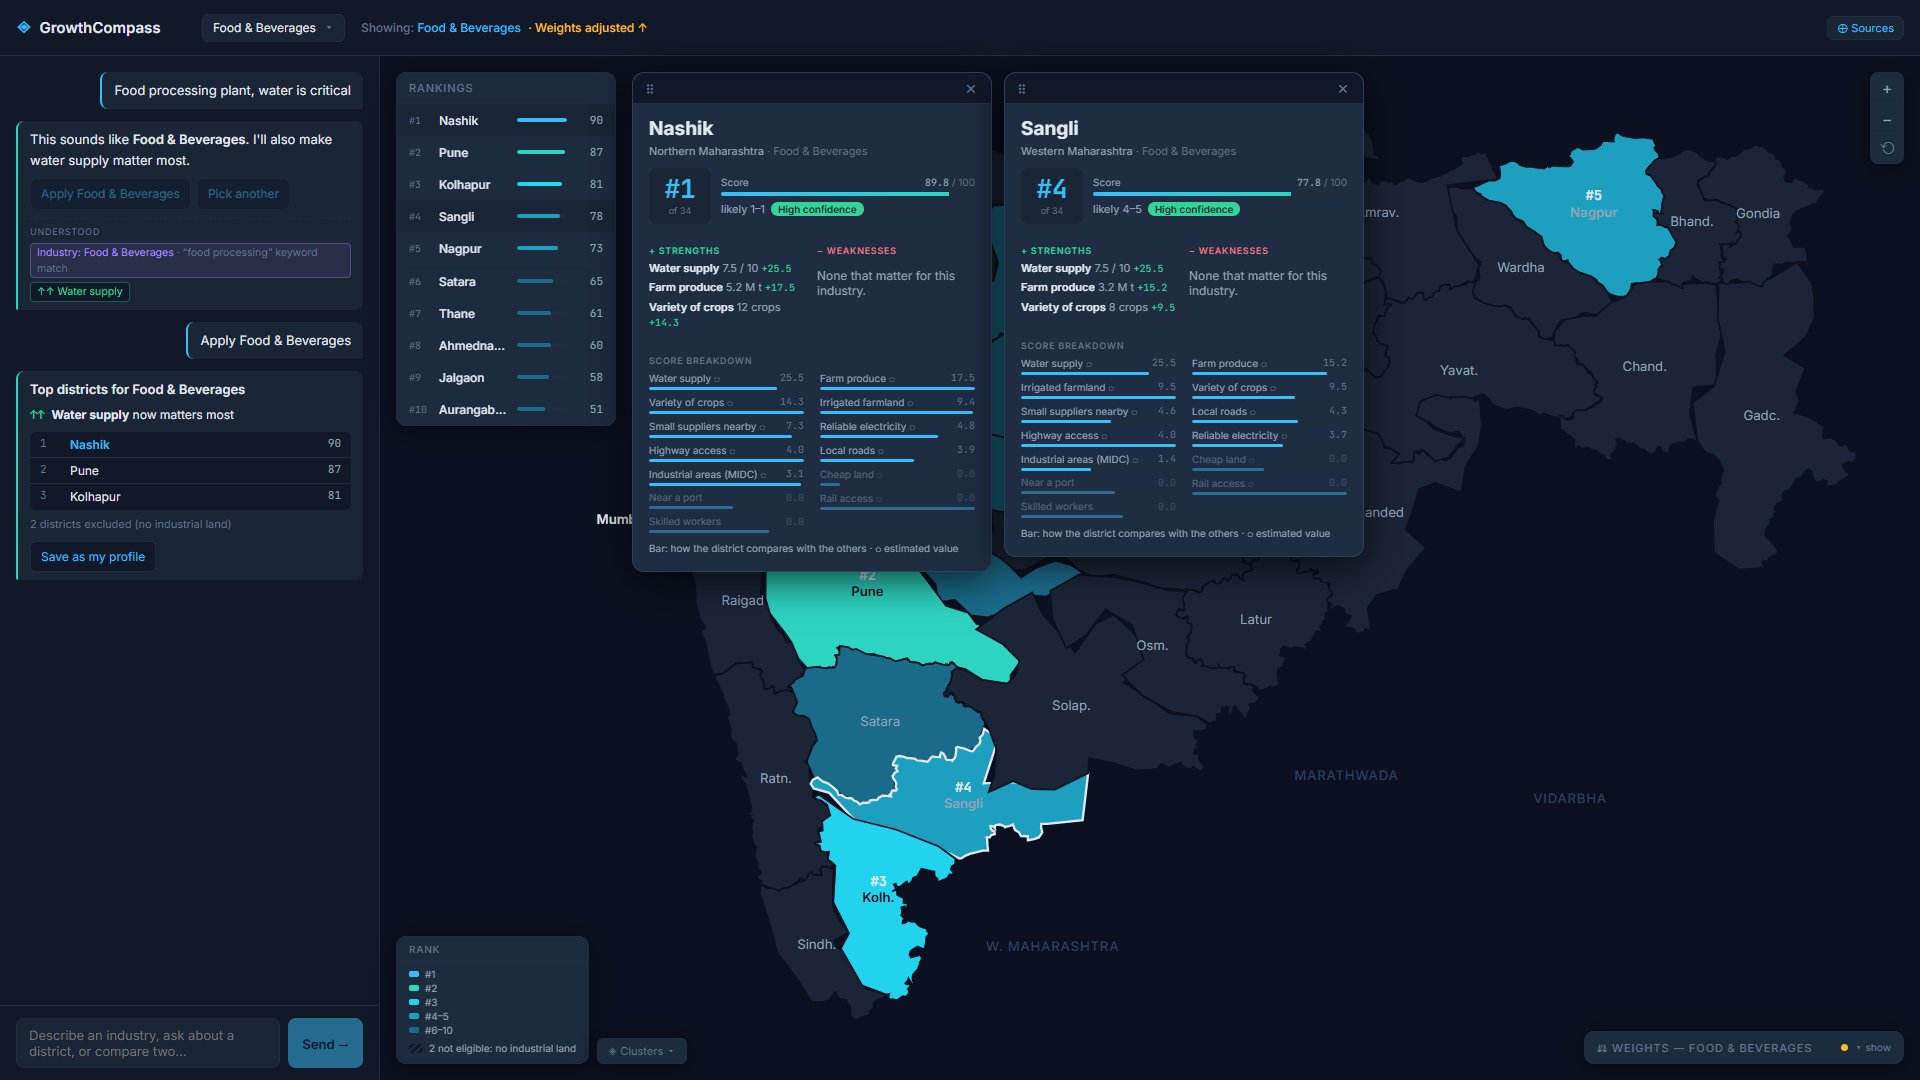 GrowthCompass
Food & Beverages
Showing: Food & Beverages · Weights adjusted ↑
Sources
Food processing plant, water is critical
This sounds like Food & Beverages. I'll also make
water supply matter most.
Apply Food & Beverages
Pick another
UNDERSTOOD
Industry: Food & Beverages · “food processing” keyword
match
↑↑ Water supply
Apply Food & Beverages
Top districts for Food & Beverages
↑↑ Water supply now matters most
1 Nashik 90
2 Pune 87
3 Kolhapur 81
2 districts excluded (no industrial land)
Save as my profile
Describe an industry, ask about a
district, or compare two...
Send →
RANKINGS
#1 Nashik 90
#2 Pune 87
#3 Kolhapur 81
#4 Sangli 78
#5 Nagpur 73
#6 Satara 65
#7 Thane 61
#8 Ahmedna... 60
#9 Jalgaon 58
#10 Aurangab... 51
Nashik
Northern Maharashtra · Food & Beverages
#1
of 34
Score 89.8 / 100
likely 1–1 High confidence
+ STRENGTHS
Water supply 7.5 / 10 +25.5
Farm produce 5.2 M t +17.5
Variety of crops 12 crops
+14.3
− WEAKNESSES
None that matter for this
industry.
SCORE BREAKDOWN
Water supply ○ 25.5
Farm produce ○ 17.5
Variety of crops ○ 14.3
Irrigated farmland ○ 9.4
Small suppliers nearby ○ 7.3
Reliable electricity ○ 4.8
Highway access ○ 4.0
Local roads ○ 3.9
Industrial areas (MIDC) ○ 3.1
Cheap land ○ 0.0
Near a port 0.0
Rail access ○ 0.0
Skilled workers 0.0
Bar: how the district compares with the others · ○ estimated value
Sangli
Western Maharashtra · Food & Beverages
#4
of 34
Score 77.8 / 100
likely 4–5 High confidence
+ STRENGTHS
Water supply 7.5 / 10 +25.5
Farm produce 3.2 M t +15.2
Variety of crops 8 crops +9.5
− WEAKNESSES
None that matter for this
industry.
SCORE BREAKDOWN
Water supply ○ 25.5
Farm produce ○ 15.2
Irrigated farmland ○ 9.5
Variety of crops ○ 9.5
Small suppliers nearby ○ 4.6
Local roads ○ 4.3
Highway access ○ 4.0
Reliable electricity ○ 3.7
Industrial areas (MIDC) ○ 1.4
Cheap land ○ 0.0
Near a port 0.0
Rail access ○ 0.0
Skilled workers 0.0
Bar: how the district compares with the others · ○ estimated value
+
−
#5
Nagpur
mrav.
Bhand.
Gondia
Wardha
Yavat.
Chand.
Gadc.
Mumb
anded
#2
Pune
Raigad
Latur
Osm.
Solap.
Satara
Ratn.
#4
Sangli
#3
Kolh.
Sindh.
MARATHWADA
VIDARBHA
W. MAHARASHTRA
RANK
#1
#2
#3
#4–5
#6–10
2 not eligible: no industrial land
Clusters
WEIGHTS — FOOD & BEVERAGES
show